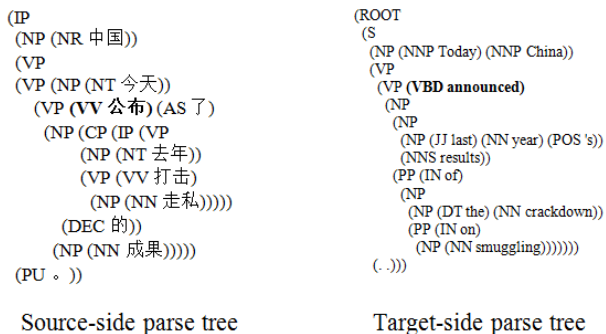 (IP
(NP (NR 中国))
(VP
(VP (NP (NT 今天))
(VP (VV 公布) (AS 了)
(NP (CP (IP (VP
(NP (NT 去年))
(VP (VV 打击)
(NP (NN 走私)))))
(DEC 的))
(NP (NN 成果)))))
(PU 。))
Source-side parse tree
(ROOT
(S
(NP (NNP Today) (NNP China))
(VP
(VP (VBD announced)
(NP
(NP
(NP (JJ last) (NN year) (POS 's))
(NNS results))
(PP (IN of)
(NP
(NP (DT the) (NN crackdown))
(PP (IN on)
(NP (NN smuggling)))))))
(. .)))
Target-side parse tree